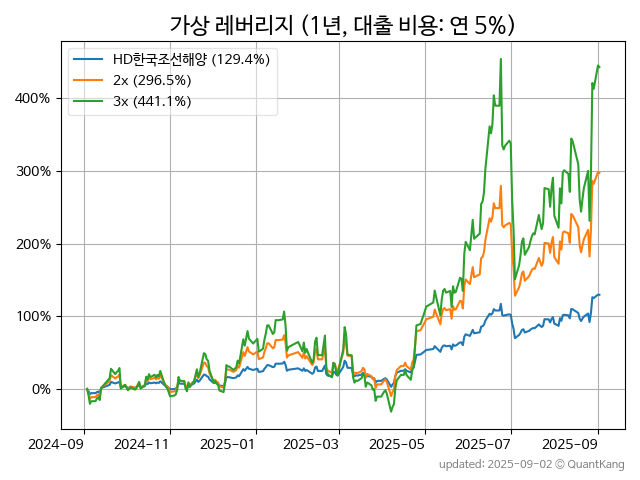 가상 레버리지 (1년, 대출 비용: 연 5%)
HD한국조선해양 (129.4%)
2x (296.5%)
3x (441.1%)
400%
300%
200%
100%
0%
2024-09 2024-11 2025-01 2025-03 2025-05 2025-07 2025-09
updated: 2025-09-02 © QuantKang